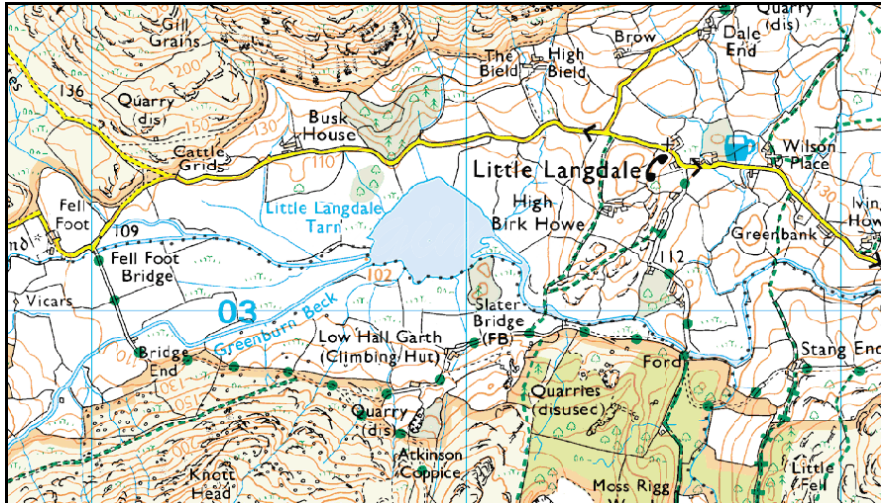 Gill
Grains
Quarry
(dis)
Brow
Dale
End
The
Bield
High
Bield
136
200
Quarry
(dis)
150
130
Busk
House
110
Cattle
Grids
Little Langdale
Wilson
Place
130
Fell
Foot
109
Little Langdale
Tarn
High
Birk Howe
Greenbank
Fell Foot
Bridge
102
112
Vicars
03
Greenburn Beck
Slater
Bridge
(FB)
Low Hall Garth
(Climbing Hut)
Bridge
End
Ford
Stang End
130
150
Quarries
(disusec)
Quarry
(dis)
Atkinson
Coppice
200
Knott
Head
Moss Rigg
Little
Fell